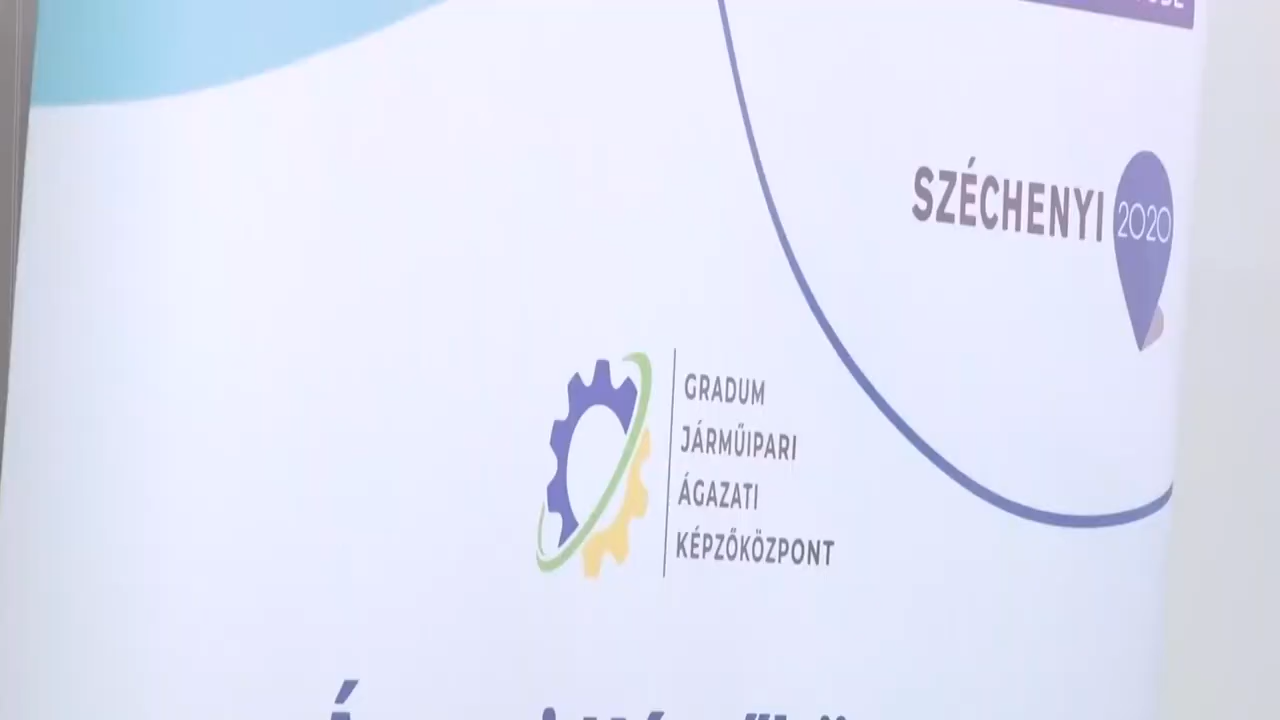 SZÉCHENYI 2020
GRADUM
JÁRMŰIPARI
ÁGAZATI
KÉPZŐKÖZPONT